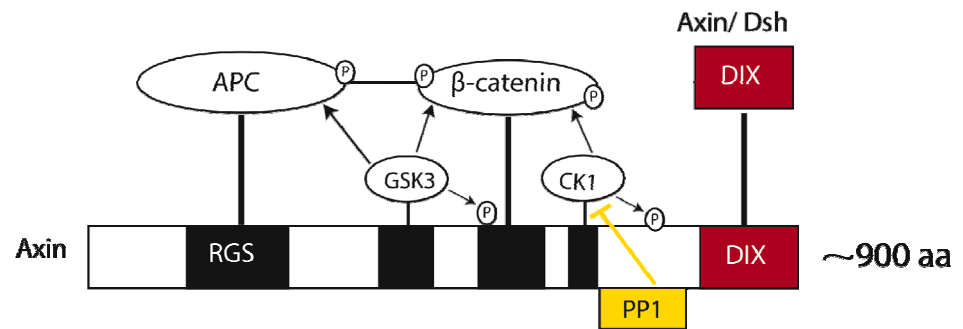 Axin/ Dsh
APC
P
P
β-catenin
P
DIX
GSK3
P
CK1
P
Axin
RGS
DIX
~900 aa
PP1